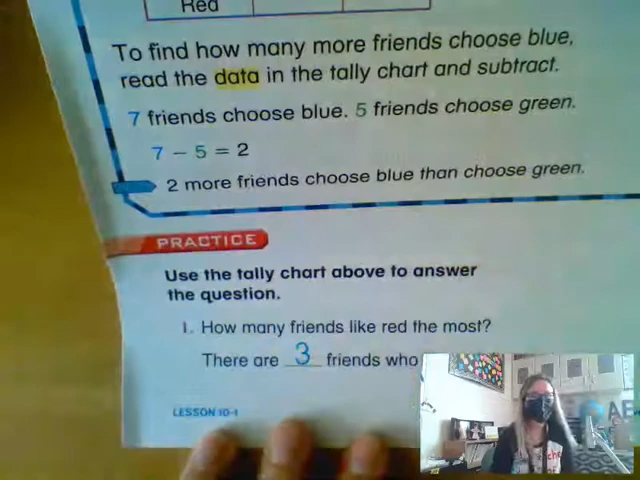 Red
To find how many more friends choose blue,
read the data in the tally chart and subtract.
7 friends choose blue. 5 friends choose green.
7 − 5 = 2
2 more friends choose blue than choose green.
PRACTICE
Use the tally chart above to answer
the question.
1. How many friends like red the most?
There are 3 friends who
LESSON 10-1